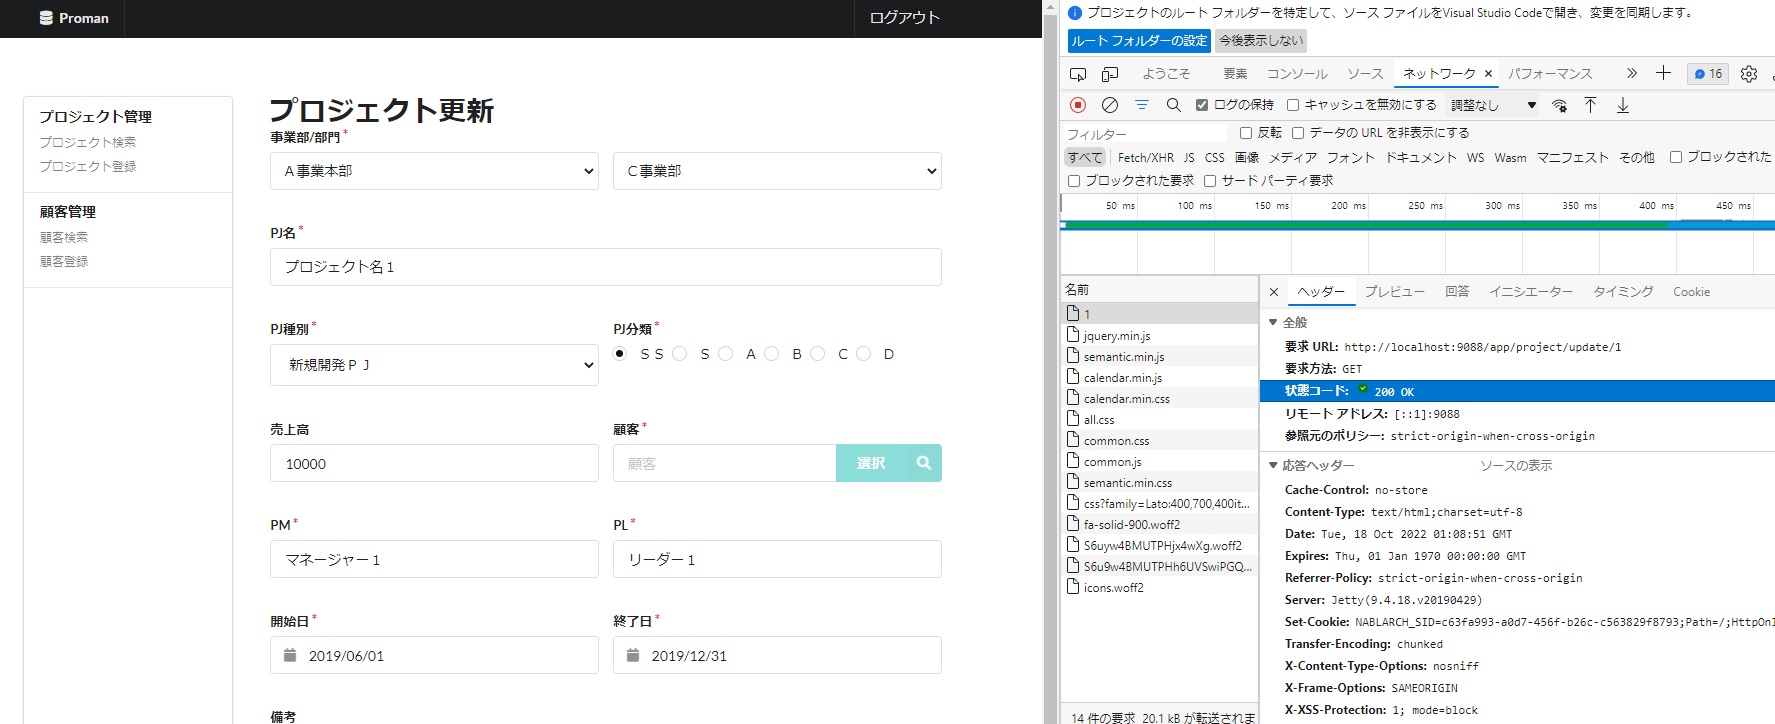 Proman
ログアウト
プロジェクト管理
プロジェクト検索
プロジェクト登録
顧客管理
顧客検索
顧客登録
プロジェクト更新
事業部/部門*
A事業本部
C事業部
PJ名*
プロジェクト名1
PJ種別*
PJ分類*
新規開発PJ
SS S A B C D
売上高
顧客*
10000
顧客
選択
PM*
PL*
マネージャー1
リーダー1
開始日*
終了日*
2019/06/01
2019/12/31
備考
プロジェクトのルート フォルダーを特定して、ソース ファイルをVisual Studio Codeで開き、変更を同期します。
ルート フォルダーの設定 今後表示しない
ようこそ 要素 コンソール ソース ネットワーク × パフォーマンス » + 16
ログの保持 キャッシュを無効にする 調整なし
フィルター 反転 データの URL を非表示にする
すべて Fetch/XHR JS CSS 画像 メディア フォント ドキュメント WS Wasm マニフェスト その他 ブロックされた
ブロックされた要求 サード パーティ要求
50 ms 100 ms 150 ms 200 ms 250 ms 300 ms 350 ms 400 ms 450 ms
名前
1
jquery.min.js
semantic.min.js
calendar.min.js
calendar.min.css
all.css
common.css
common.js
semantic.min.css
css?family=Lato:400,700,400it...
fa-solid-900.woff2
S6uyw4BMUTPHjx4wXg.woff2
S6u9w4BMUTPHh6UVSwiPGQ...
icons.woff2
14 件の要求 20.1 kB が転送されま
× ヘッダー プレビュー 回答 イニシエーター タイミング Cookie
全般
要求 URL: http://localhost:9088/app/project/update/1
要求方法: GET
状態コード: 200 OK
リモート アドレス: [::1]:9088
参照元のポリシー: strict-origin-when-cross-origin
応答ヘッダー ソースの表示
Cache-Control: no-store
Content-Type: text/html;charset=utf-8
Date: Tue, 18 Oct 2022 01:08:51 GMT
Expires: Thu, 01 Jan 1970 00:00:00 GMT
Referrer-Policy: strict-origin-when-cross-origin
Server: Jetty(9.4.18.v20190429)
Set-Cookie: NABLARCH_SID=c63fa993-a0d7-456f-b26c-c563829f8793;Path=/;HttpOnl
Transfer-Encoding: chunked
X-Content-Type-Options: nosniff
X-Frame-Options: SAMEORIGIN
X-XSS-Protection: 1; mode=block